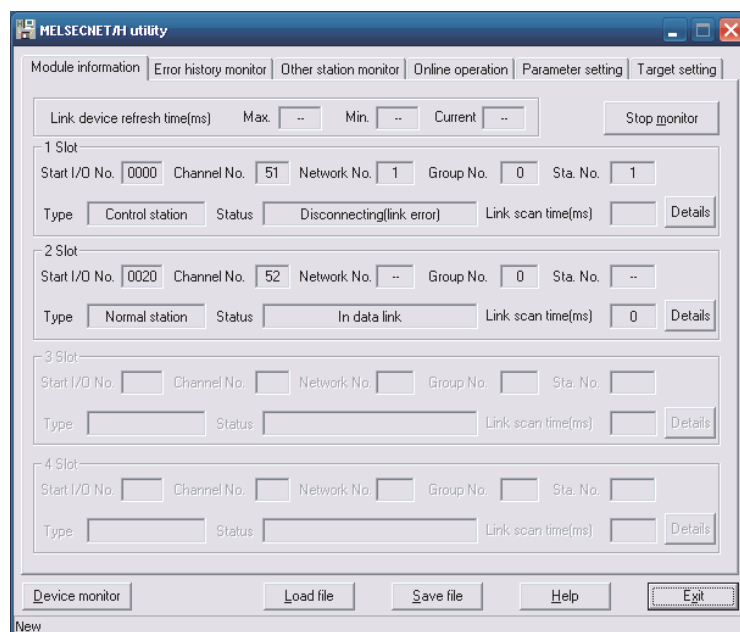 MELSECNET/H utility
Module information Error history monitor Other station monitor Online operation Parameter setting Target setting
Link device refresh time(ms) Max. -- Min. -- Current -- Stop monitor
1 Slot
Start I/O No. 0000 Channel No. 51 Network No. 1 Group No. 0 Sta. No. 1
Type Control station Status Disconnecting(link error) Link scan time(ms) Details
2 Slot
Start I/O No. 0020 Channel No. 52 Network No. -- Group No. 0 Sta. No. --
Type Normal station Status In data link Link scan time(ms) 0 Details
3 Slot
Start I/O No. Channel No. Network No. Group No. Sta. No.
Type Status Link scan time(ms) Details
4 Slot
Start I/O No. Channel No. Network No. Group No. Sta. No.
Type Status Link scan time(ms) Details
Device monitor Load file Save file Help Exit
New